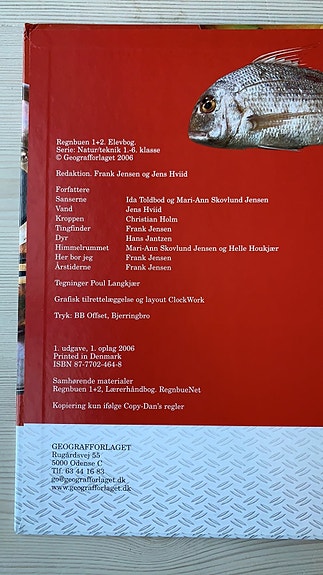 Regnbuen 1+2. Elevbog.
Serie: Natur/teknik 1.-6. klasse
© Geografforlaget 2006
Redaktion. Frank Jensen og Jens Hviid
Forfattere
Sanserne Ida Toldbod og Mari-Ann Skovlund Jensen
Vand Jens Hviid
Kroppen Christian Holm
Tingfinder Frank Jensen
Dyr Hans Jantzen
Himmelrummet Mari-Ann Skovlund Jensen og Helle Houkjær
Her bor jeg Frank Jensen
Årstiderne Frank Jensen
Tegninger Poul Langkjær
Grafisk tilrettelæggelse og layout ClockWork
Tryk: BB Offset, Bjerringbro
1. udgave, 1. oplag 2006
Printed in Denmark
ISBN 87-7702-464-8
Samhørende materialer
Regnbuen 1+2, Lærerhåndbog. RegnbueNet
Kopiering kun ifølge Copy-Dan's regler
GEOGRAFFORLAGET
Rugårdsvej 55
5000 Odense C
Tlf. 63 44 16 83
go@geografforlaget.dk
www.geografforlaget.dk